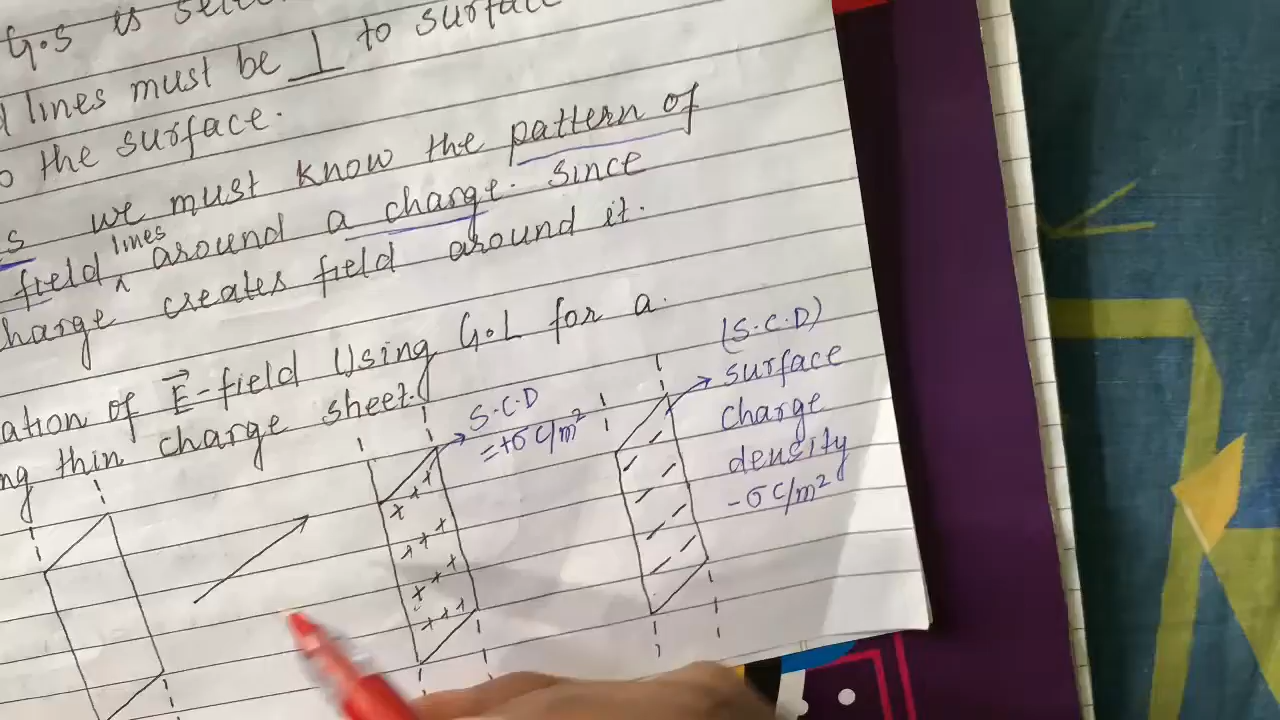 G.S is
lines must be ⊥ to surface
the surface.
we must know the pattern of
field lines around a charge. Since
charge creates field around it.
ation of E⃗-field Using G.L for a
ng thin charge sheet.
S.C.D
=+σ C/m²
(S.C.D)
surface
charge
density
-σ C/m²